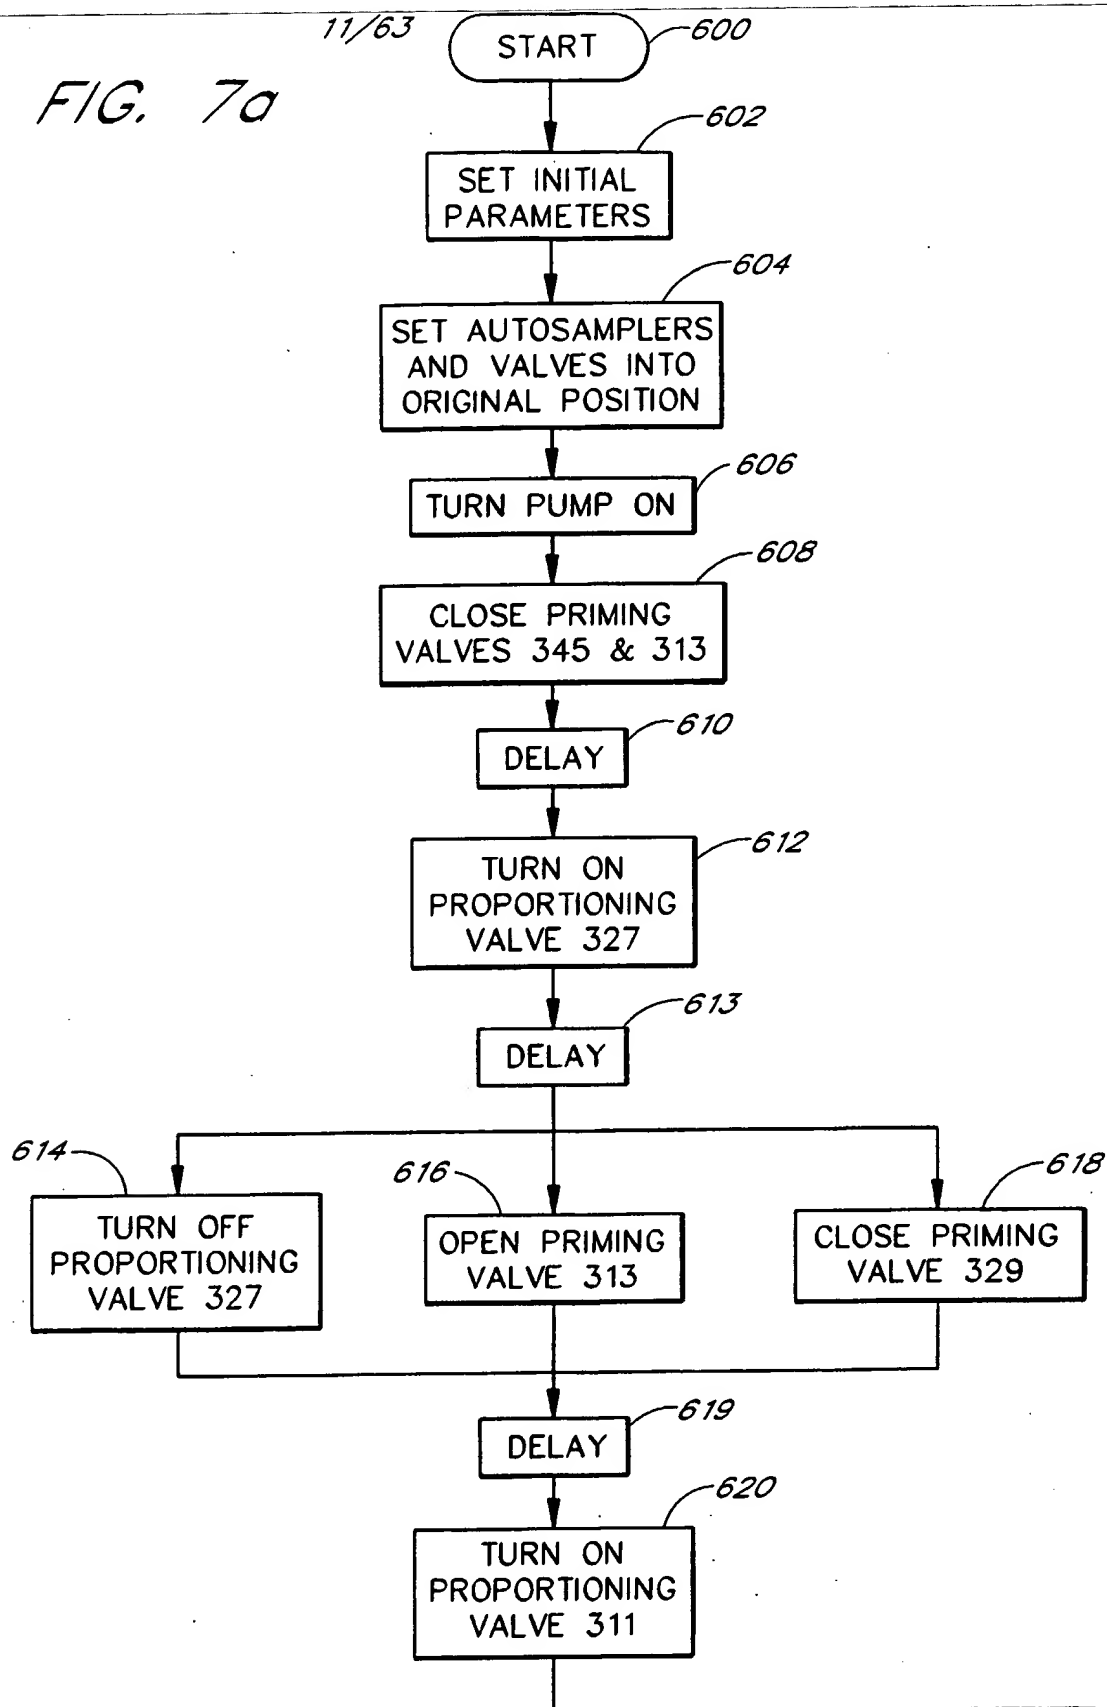 11/63
START
600
FIG. 7a
602
SET INITIAL
PARAMETERS
604
SET AUTOSAMPLERS
AND VALVES INTO
ORIGINAL POSITION
606
TURN PUMP ON
608
CLOSE PRIMING
VALVES 345 & 313
610
DELAY
612
TURN ON
PROPORTIONING
VALVE 327
613
DELAY
614
TURN OFF
PROPORTIONING
VALVE 327
616
OPEN PRIMING
VALVE 313
618
CLOSE PRIMING
VALVE 329
619
DELAY
620
TURN ON
PROPORTIONING
VALVE 311